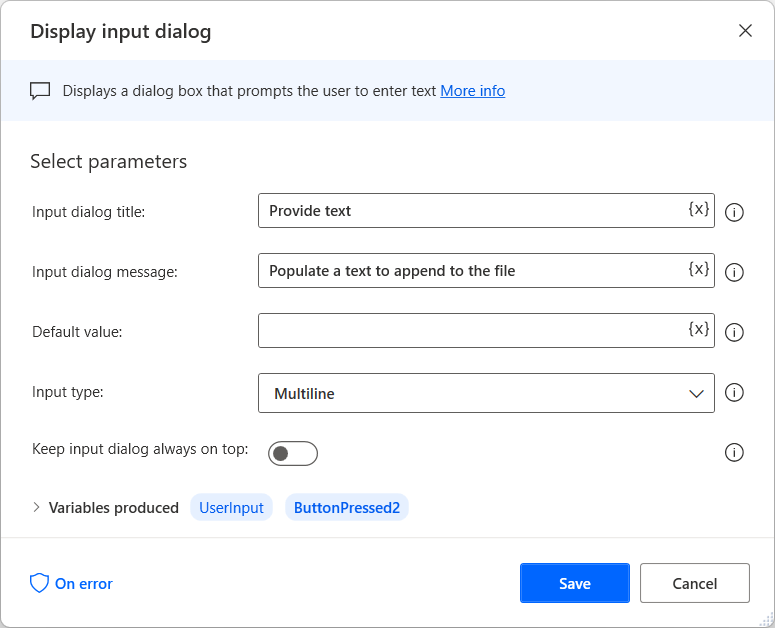 Display input dialog
Displays a dialog box that prompts the user to enter text More info
Select parameters
Input dialog title: Provide text {x}
Input dialog message: Populate a text to append to the file {x}
Default value: {x}
Input type: Multiline
Keep input dialog always on top:
Variables produced UserInput ButtonPressed2
On error Save Cancel